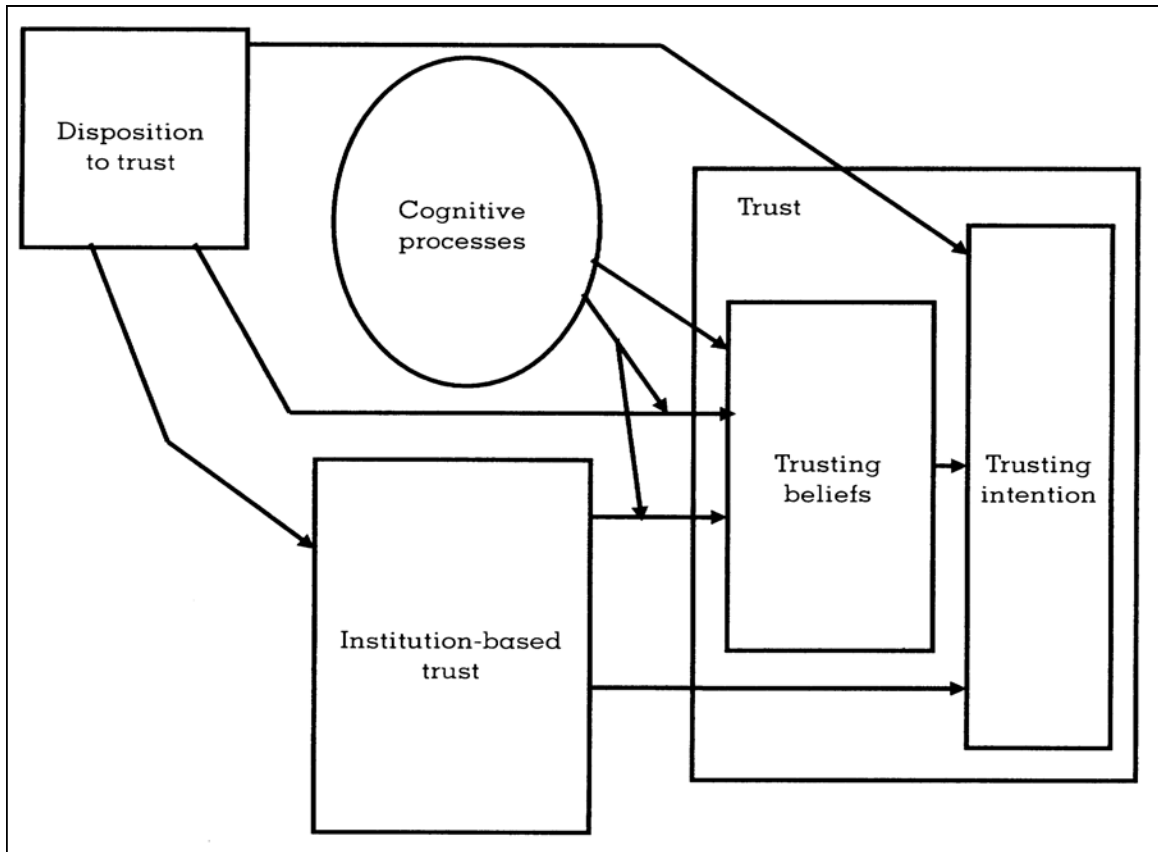 Disposition
to trust
Cognitive
processes
Trust
Trusting
beliefs
Trusting
intention
Institution-based
trust